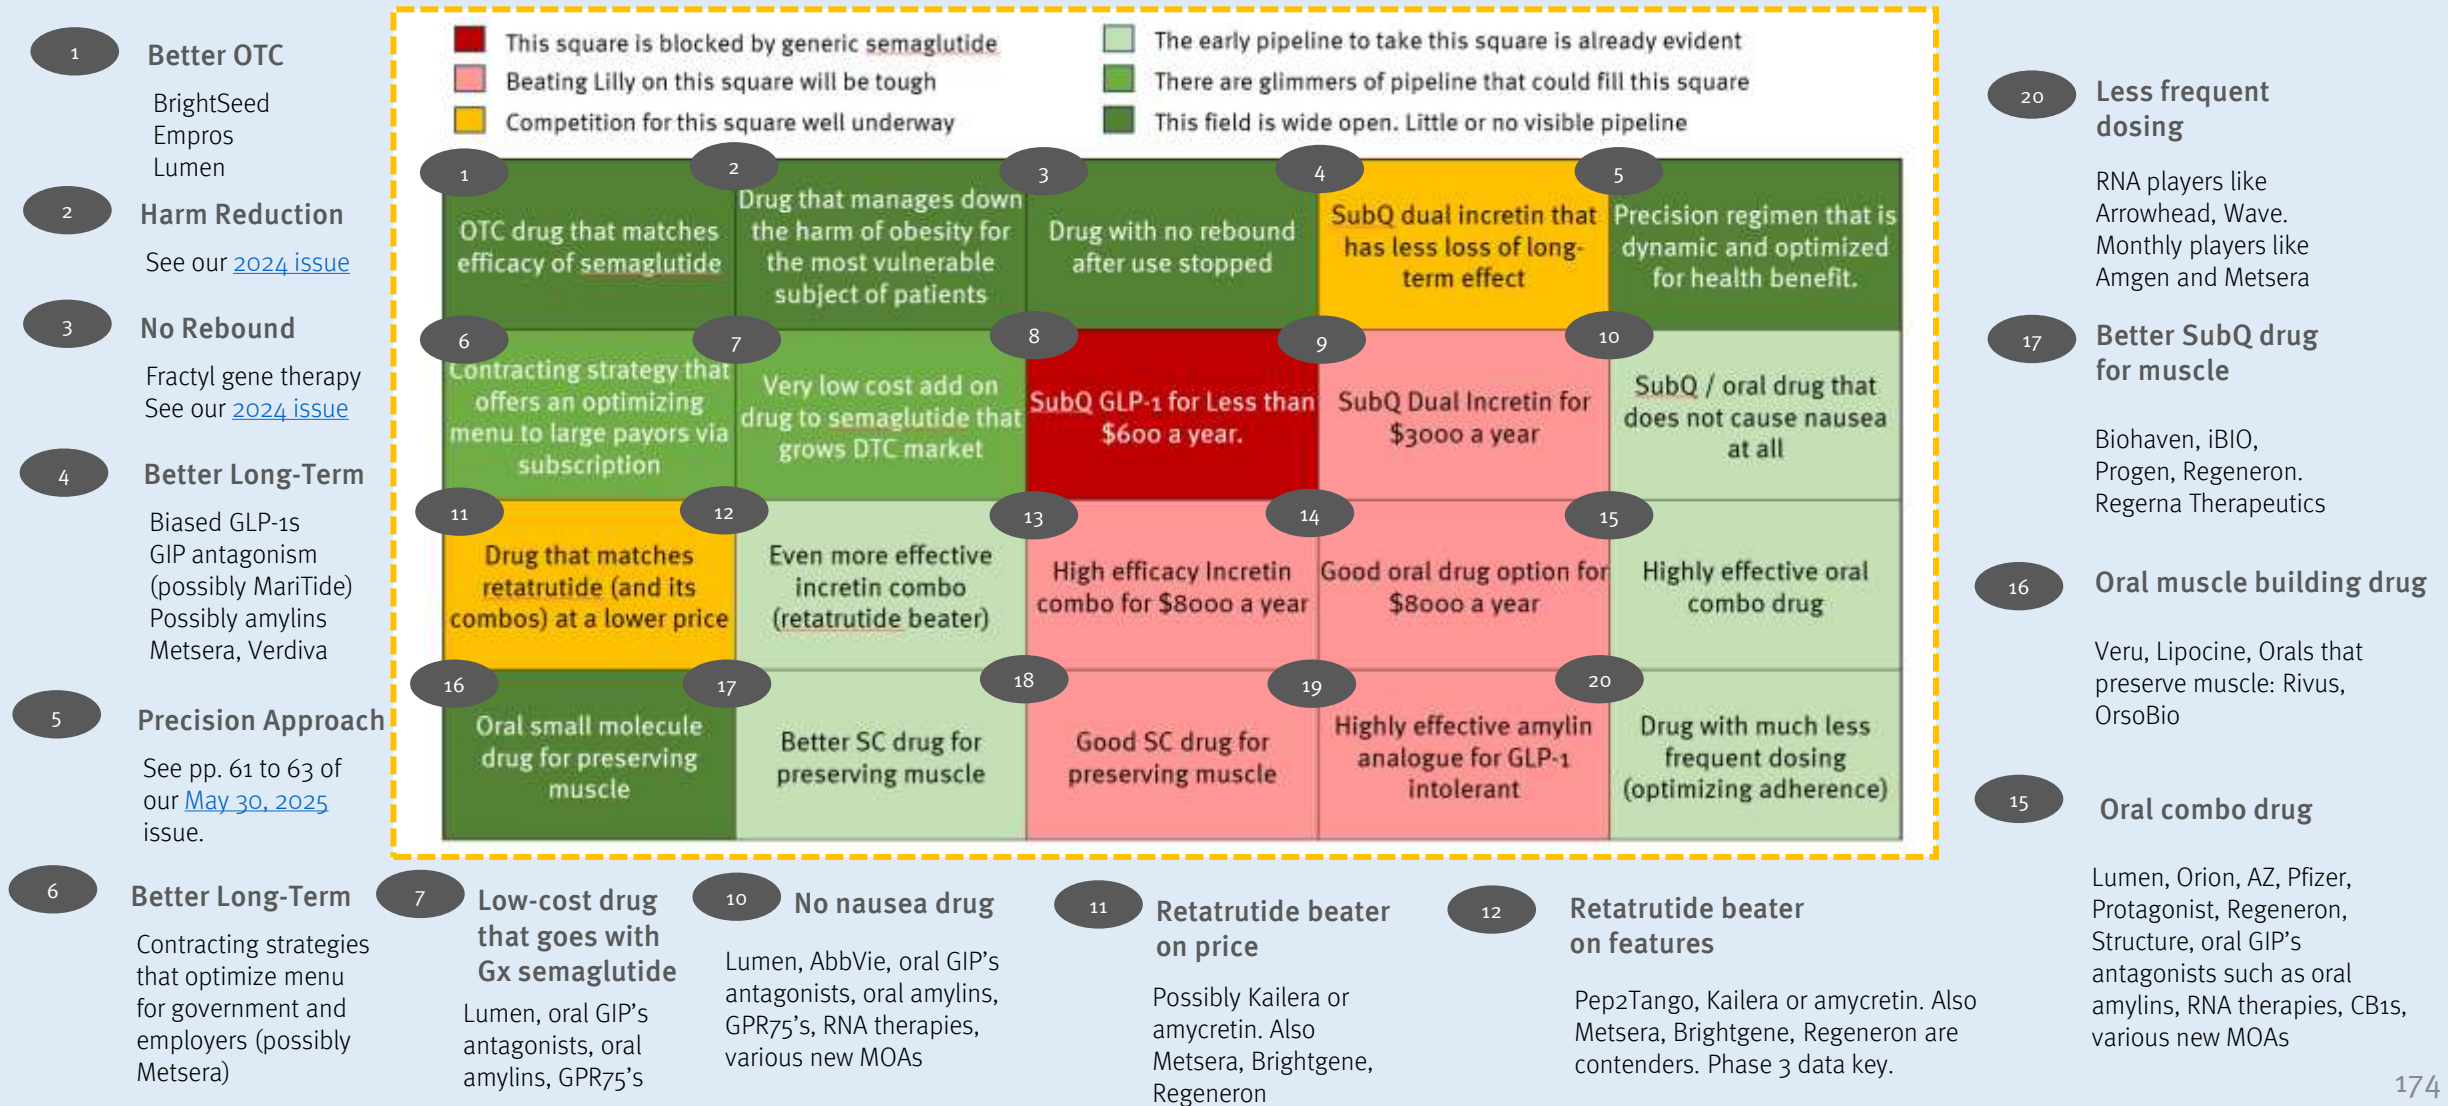 1
Better OTC
BrightSeed
Empros
Lumen
2
Harm Reduction
See our 2024 issue
3
No Rebound
Fractyl gene therapy
See our 2024 issue
4
Better Long-Term
Biased GLP-1s
GIP antagonism
(possibly MariTide)
Possibly amylins
Metsera, Verdiva
5
Precision Approach
See pp. 61 to 63 of
our May 30, 2025
issue.
6
Better Long-Term
Contracting strategies
that optimize menu
for government and
employers (possibly
Metsera)
This square is blocked by generic semaglutide
Beating Lilly on this square will be tough
Competition for this square well underway
The early pipeline to take this square is already evident
There are glimmers of pipeline that could fill this square
This field is wide open. Little or no visible pipeline
1
OTC drug that matches
efficacy of semaglutide
2
Drug that manages down
the harm of obesity for
the most vulnerable
subject of patients
3
Drug with no rebound
after use stopped
4
SubQ dual incretin that
has less loss of long-
term effect
5
Precision regimen that is
dynamic and optimized
for health benefit.
6
Contracting strategy that
offers an optimizing
menu to large payors via
subscription
7
Very low cost add on
drug to semaglutide that
grows DTC market
8
SubQ GLP-1 for Less than
$600 a year.
9
SubQ Dual Incretin for
$3000 a year
10
SubQ / oral drug that
does not cause nausea
at all
11
Drug that matches
retatrutide (and its
combos) at a lower price
12
Even more effective
incretin combo
(retatrutide beater)
13
High efficacy Incretin
combo for $8000 a year
14
Good oral drug option for
$8000 a year
15
Highly effective oral
combo drug
16
Oral small molecule
drug for preserving
muscle
17
Better SC drug for
preserving muscle
18
Good SC drug for
preserving muscle
19
Highly effective amylin
analogue for GLP-1
intolerant
20
Drug with much less
frequent dosing
(optimizing adherence)
7
Low-cost drug
that goes with
Gx semaglutide
Lumen, oral GIP's
antagonists, oral
amylins, GPR75's
10
No nausea drug
Lumen, AbbVie, oral GIP's
antagonists, oral amylins,
GPR75's, RNA therapies,
various new MOAs
11
Retatrutide beater
on price
Possibly Kailera or
amycretin. Also
Metsera, Brightgene,
Regeneron
12
Retatrutide beater
on features
Pep2Tango, Kailera or amycretin. Also
Metsera, Brightgene, Regeneron are
contenders. Phase 3 data key.
20
Less frequent
dosing
RNA players like
Arrowhead, Wave.
Monthly players like
Amgen and Metsera
17
Better SubQ drug
for muscle
Biohaven, iBIO,
Progen, Regeneron.
Regerna Therapeutics
16
Oral muscle building drug
Veru, Lipocine, Orals that
preserve muscle: Rivus,
OrsoBio
15
Oral combo drug
Lumen, Orion, AZ, Pfizer,
Protagonist, Regeneron,
Structure, oral GIP's
antagonists such as oral
amylins, RNA therapies, CB1s,
various new MOAs
174